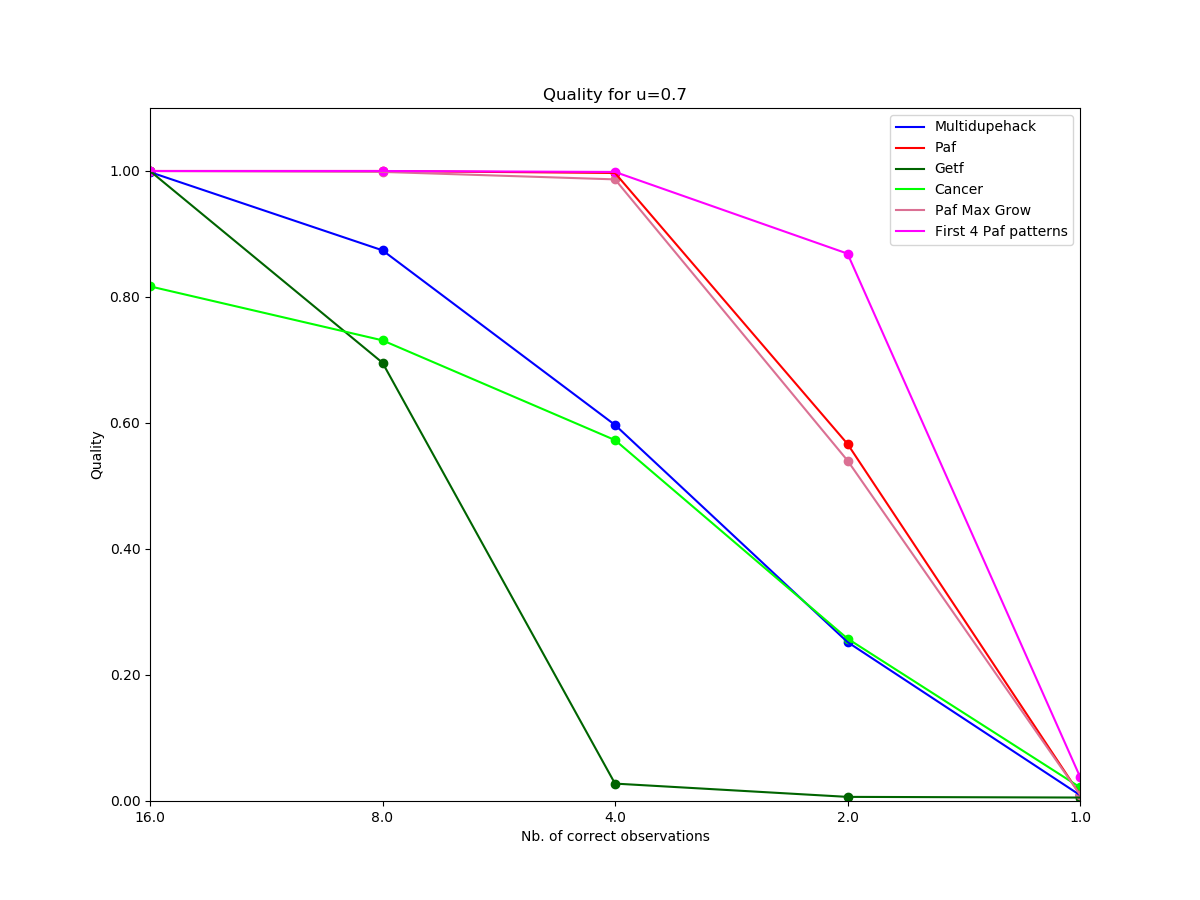 Quality for u=0.7
Multidupehack
Paf
Getf
Cancer
Paf Max Grow
First 4 Paf patterns
1.00
0.80
0.60
0.40
0.20
0.00
Quality
16.0 8.0 4.0 2.0 1.0
Nb. of correct observations